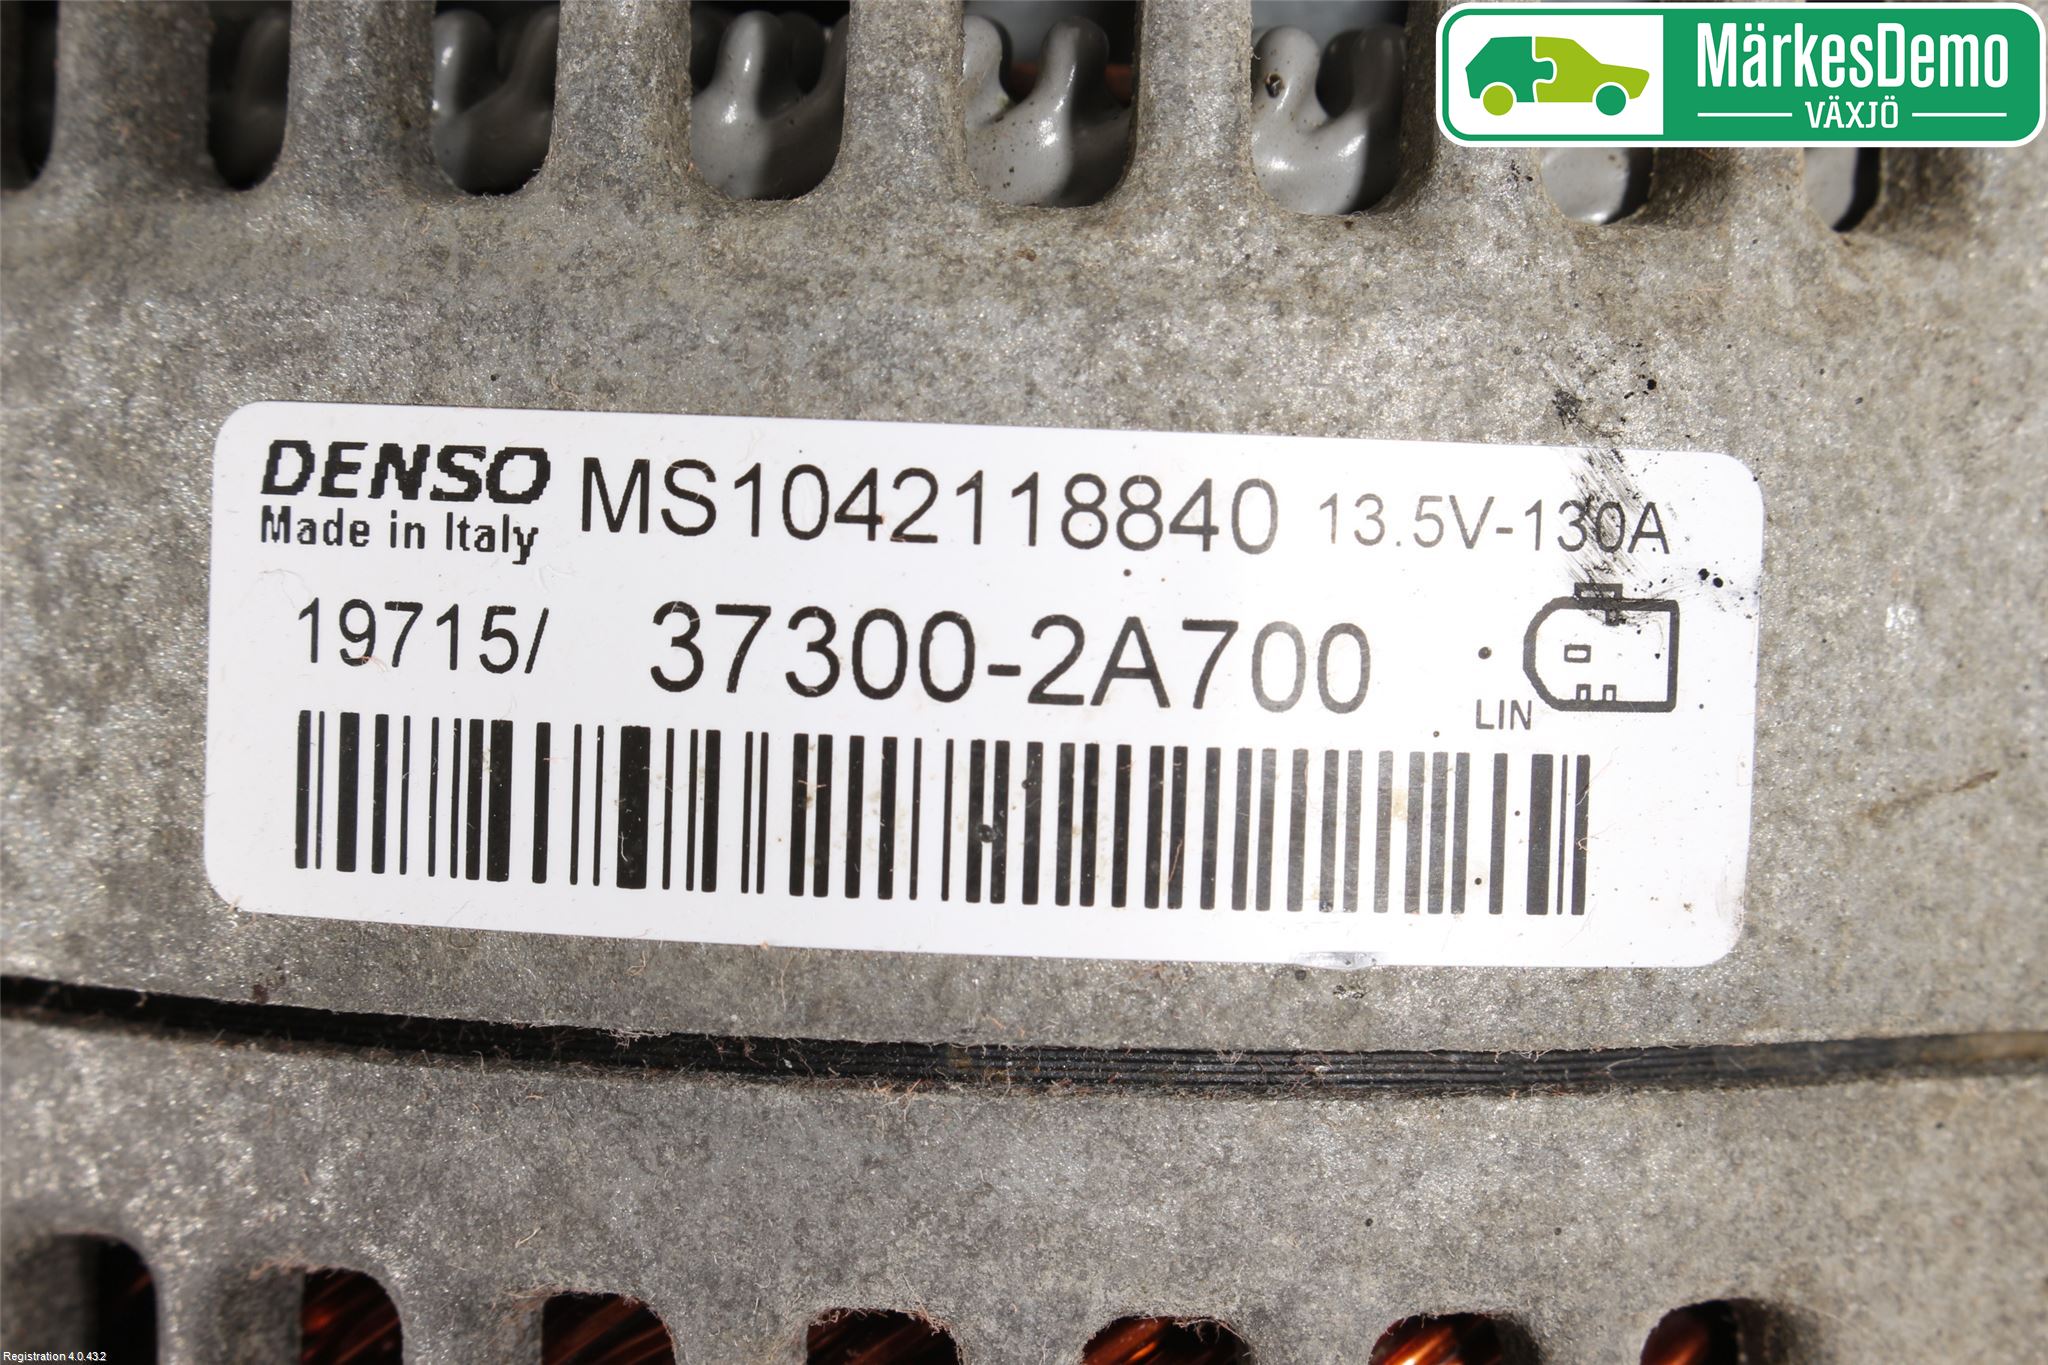 MärkesDemo
VÄXJÖ
DENSO MS1042118840 13.5V-130A
Made in Italy
19715/ 37300-2A700
LIN
Registration 4.0.43.2